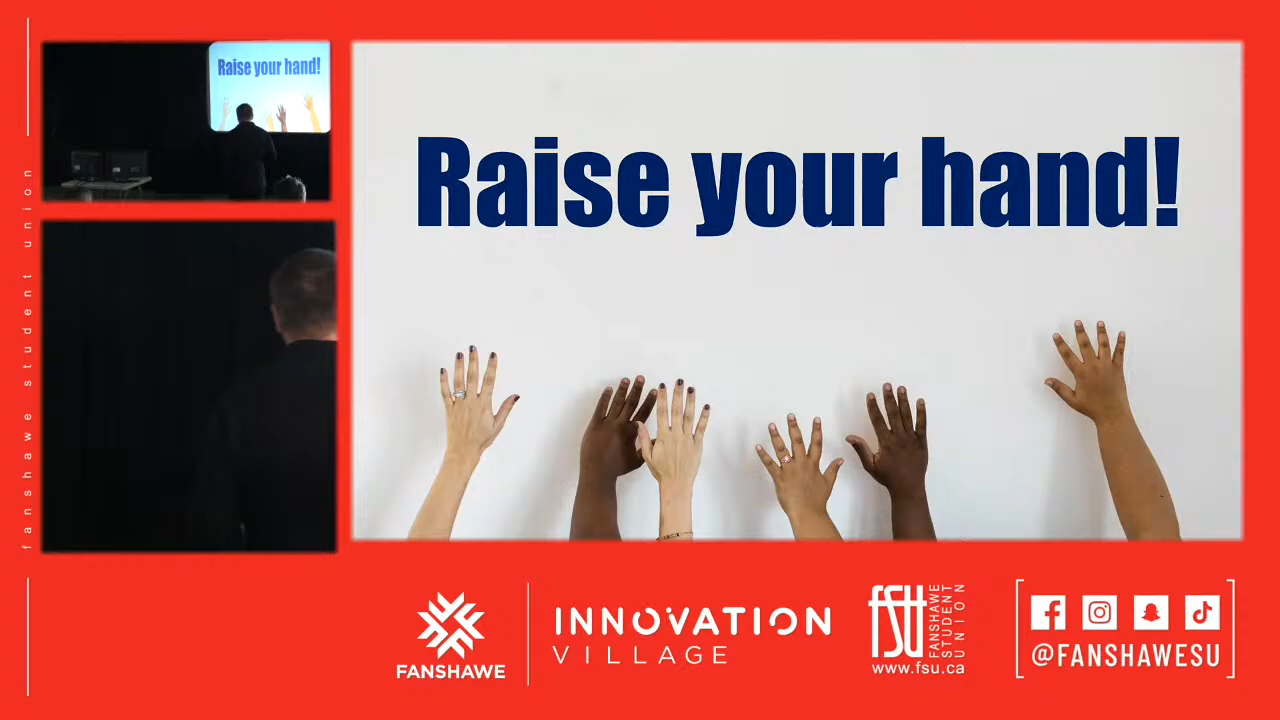 fanshawe student union
Raise your hand!
Raise your hand!
FANSHAWE
INNOVATION
VILLAGE
fsu
FANSHAWE
STUDENT
UNION
www.fsu.ca
@FANSHAWESU